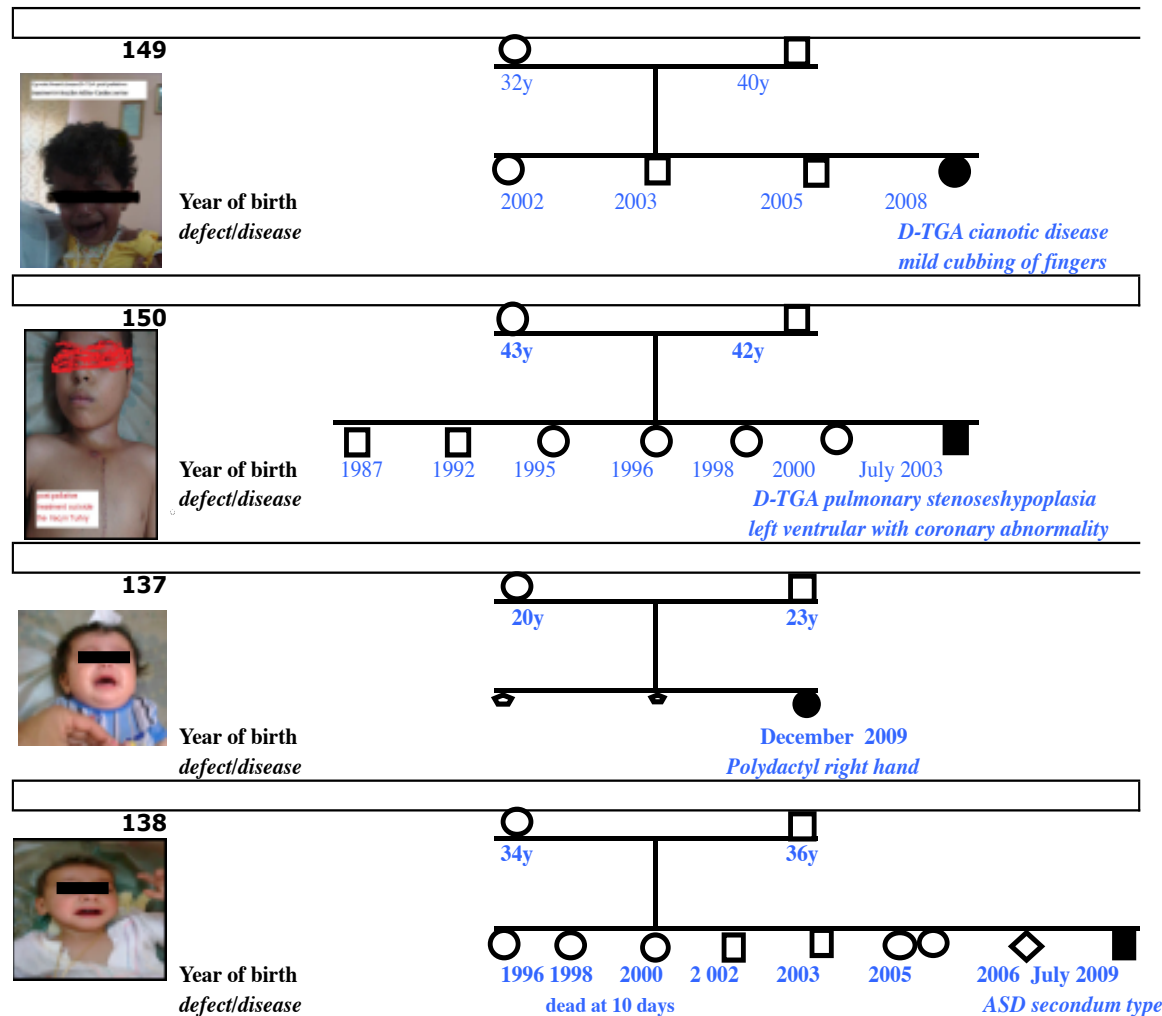 149
32y 40y
Year of birth 2002 2003 2005 2008
defect/disease D-TGA cianotic disease
mild cubbing of fingers
150
43y 42y
Year of birth 1987 1992 1995 1996 1998 2000 July 2003
defect/disease D-TGA pulmonary stenoseshypoplasia
left ventrular with coronary abnormality
post palliative
treatment outside
137
20y 23y
Year of birth December 2009
defect/disease Polydactyl right hand
138
34y 36y
Year of birth 1996 1998 2000 2 002 2003 2005 2006 July 2009
defect/disease dead at 10 days ASD secondum type